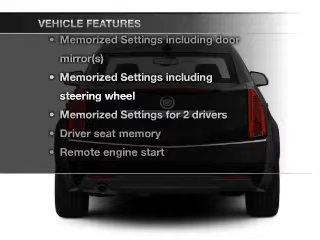 VEHICLE FEATURES
• Memorized Settings including door
mirror(s)
• Memorized Settings including
steering wheel
• Memorized Settings for 2 drivers
• Driver seat memory
• Remote engine start